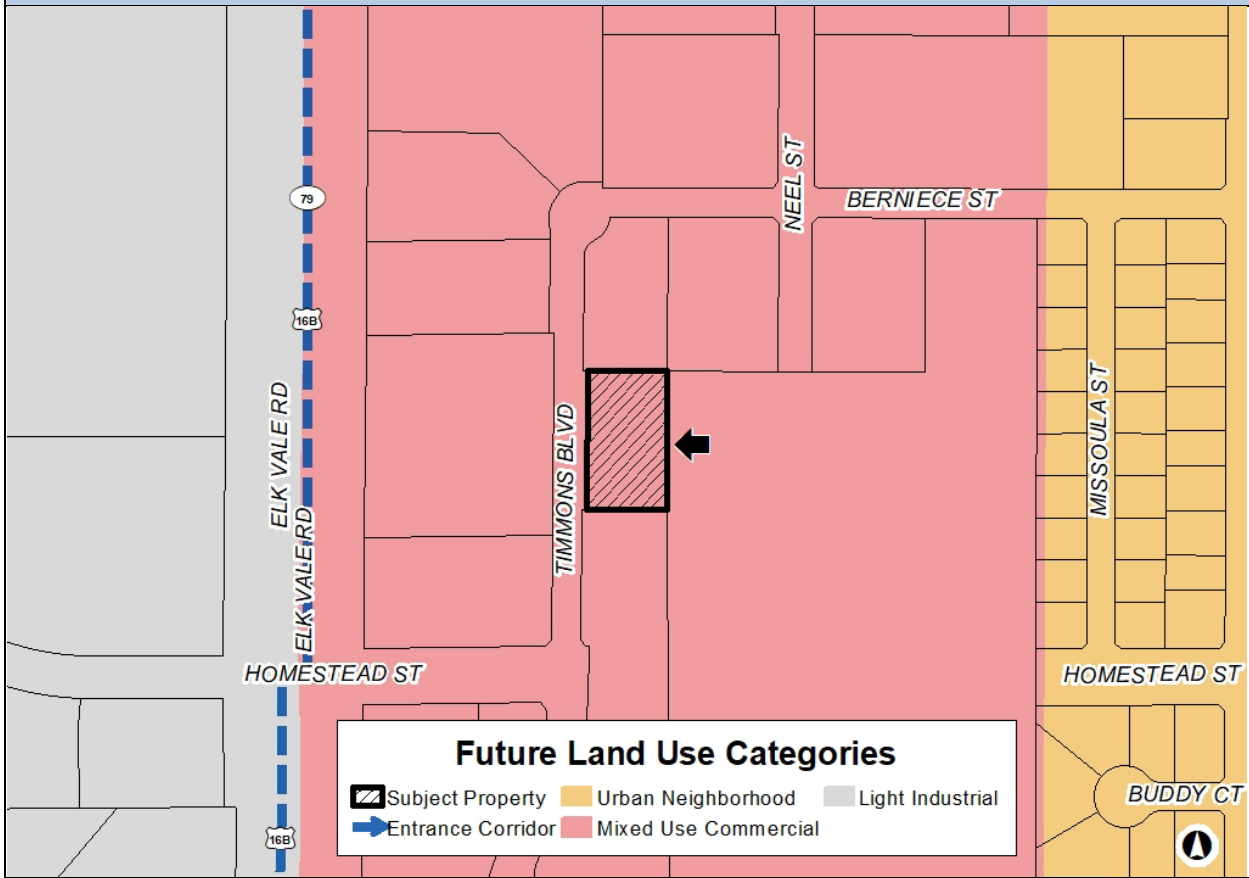 NEEL ST
BERNIECE ST
79
16B
ELK VALE RD
ELK VALE RD
TIMMONS BLVD
MISSOULA ST
HOMESTEAD ST
HOMESTEAD ST
Future Land Use Categories
Subject Property
Urban Neighborhood
Light Industrial
Entrance Corridor
Mixed Use Commercial
BUDDY CT
16B